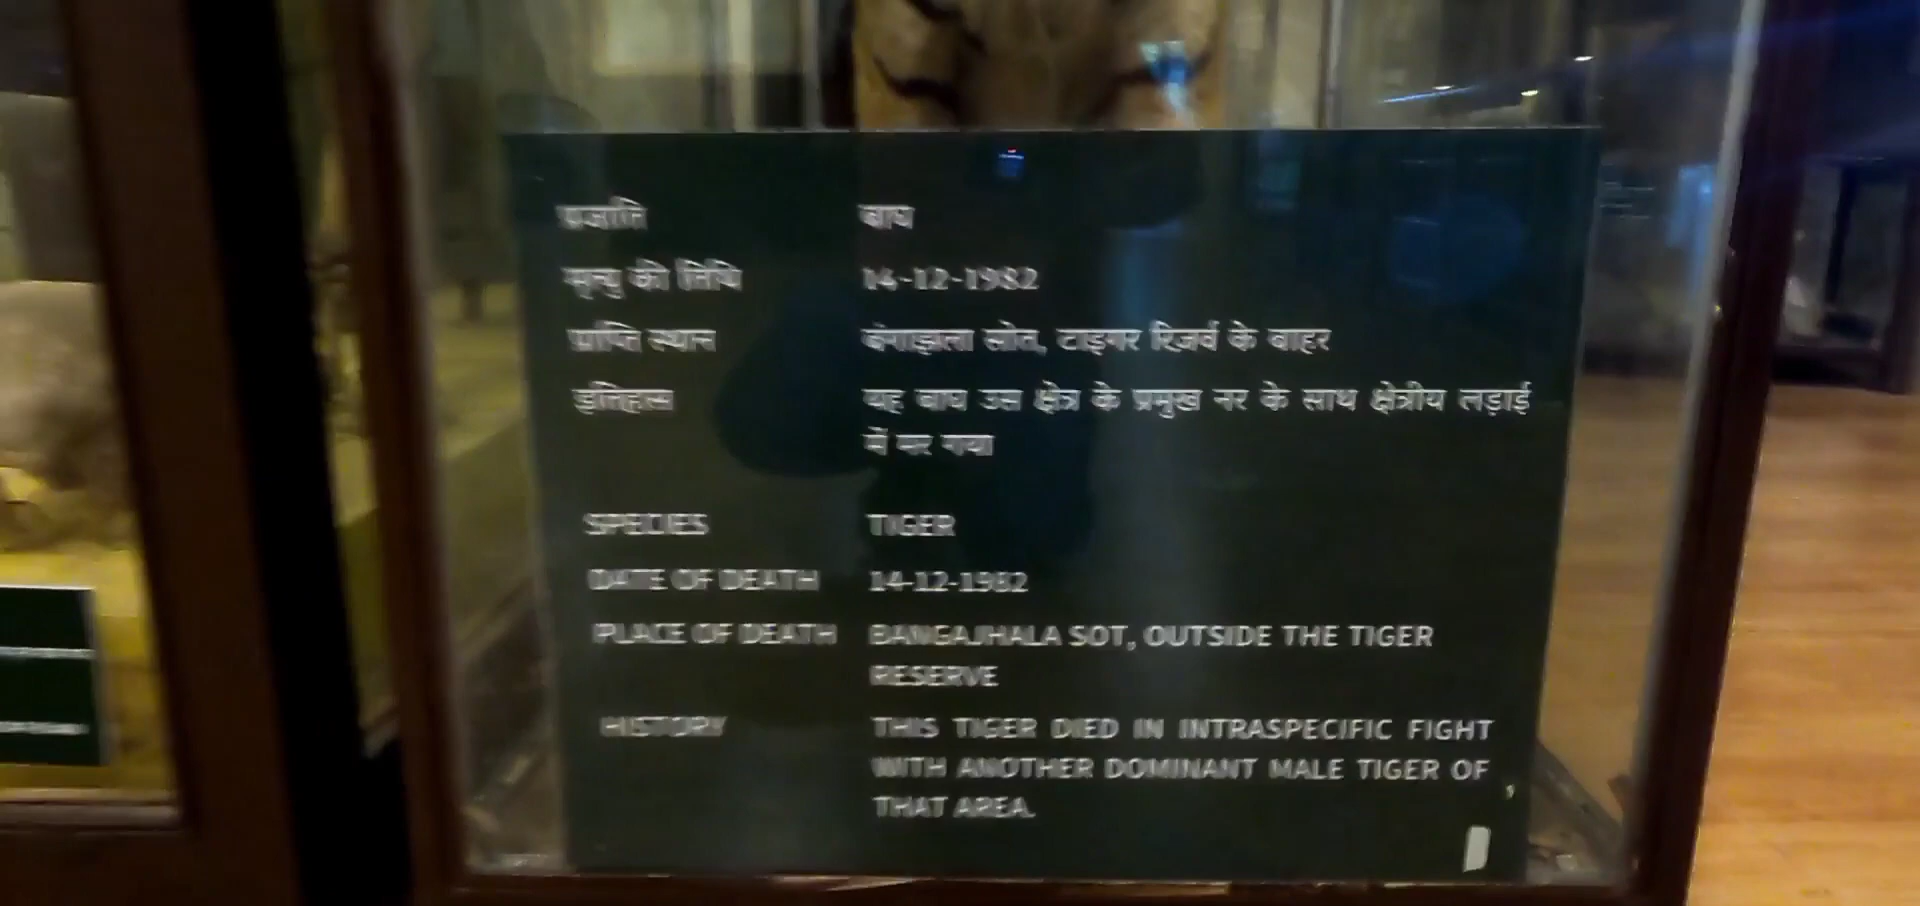 प्रजाति बाघ
मृत्यु की तिथि 14-12-1982
प्राप्ति स्थान बंगाझला सोत, टाइगर रिजर्व के बाहर
इतिहास यह बाघ उस क्षेत्र के प्रमुख नर के साथ क्षेत्रीय लड़ाई
में मर गया
SPECIES TIGER
DATE OF DEATH 14-12-1982
PLACE OF DEATH BANGAJHALA SOT, OUTSIDE THE TIGER
RESERVE
HISTORY THIS TIGER DIED IN INTRASPECIFIC FIGHT
WITH ANOTHER DOMINANT MALE TIGER OF
THAT AREA.